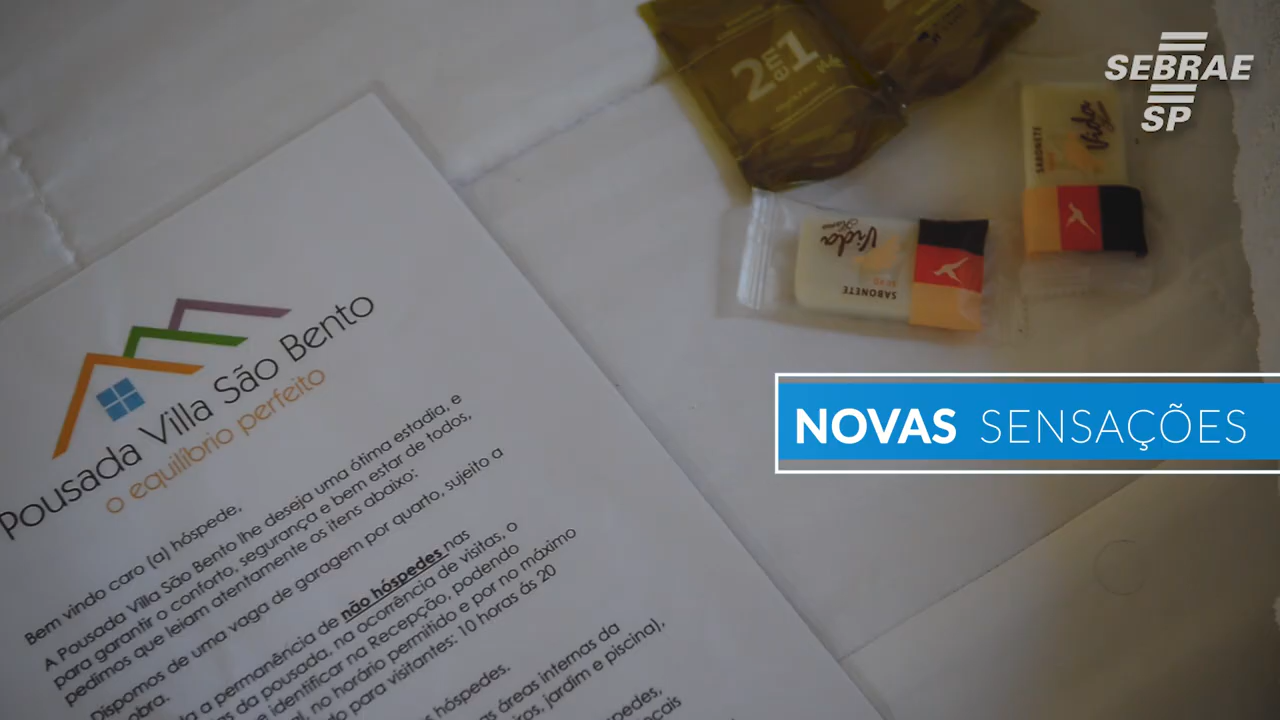 SEBRAE
SP
2 em 1
SABONETE
Vida
Vida
SABONETE
NOVAS SENSAÇÕES
Pousada Villa São Bento
o equilíbrio perfeito
Bem vindo caro (a) hóspede,
A Pousada Villa São Bento lhe deseja uma ótima estadia, e
para garantir o conforto, segurança e bem estar de todos,
pedimos que leiam atentamente os itens abaixo:
Dispomos de uma vaga de garagem por quarto, sujeito a
a permanência de não hóspedes nas
da pousada, na ocorrência de visitas, o
e identificar na Recepção, podendo
no horário permitido e por no máximo
para visitantes: 10 horas ás 20
hóspedes.
áreas internas da
jardim e piscina),